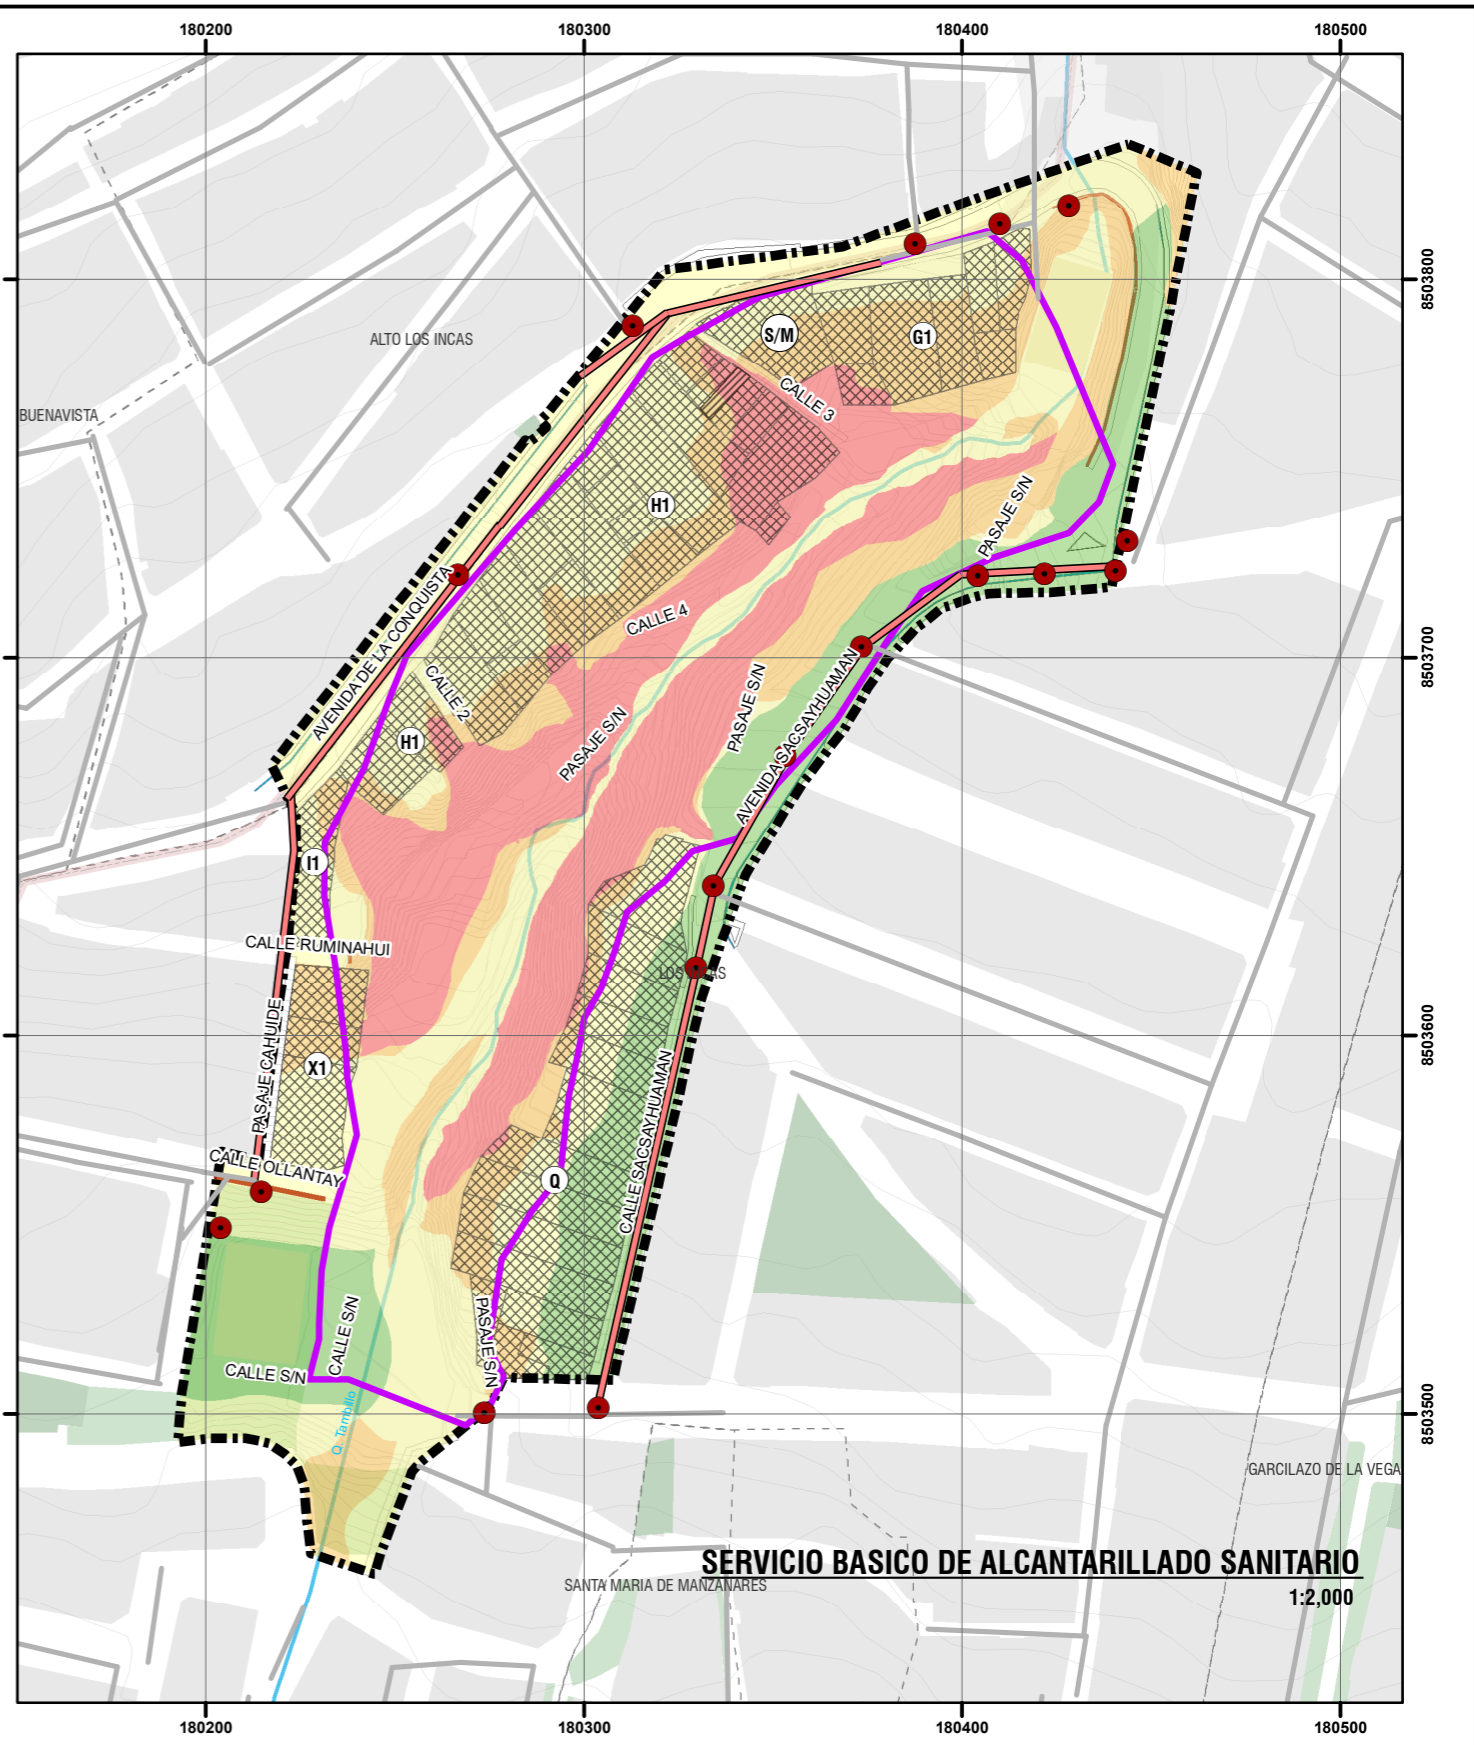 180200
180300
180400
180500
8503800
8503700
8503600
8503500
ALTO LOS INCAS
BUENAVISTA
S/M
G1
CALLE 3
H1
PASAJE S/N
AVENIDA DE LA CONQUISTA
CALLE 4
CALLE 2
H1
PASAJE S/N
PASAJE S/N
AVENIDA SACSAYHUAMAN
I1
CALLE RUMINAHUI
PASAJE CAHUIDE
X1
CALLE OLLANTAY
Q
CALLE SACSAYHUAMAN
CALLE S/N
CALLE S/N
PASAJE S/N
Q. Tambillo
GARCILAZO DE LA VEGA
SANTA MARIA DE MANZANARES
SERVICIO BASICO DE ALCANTARILLADO SANITARIO
1:2,000
180200
180300
180400
180500